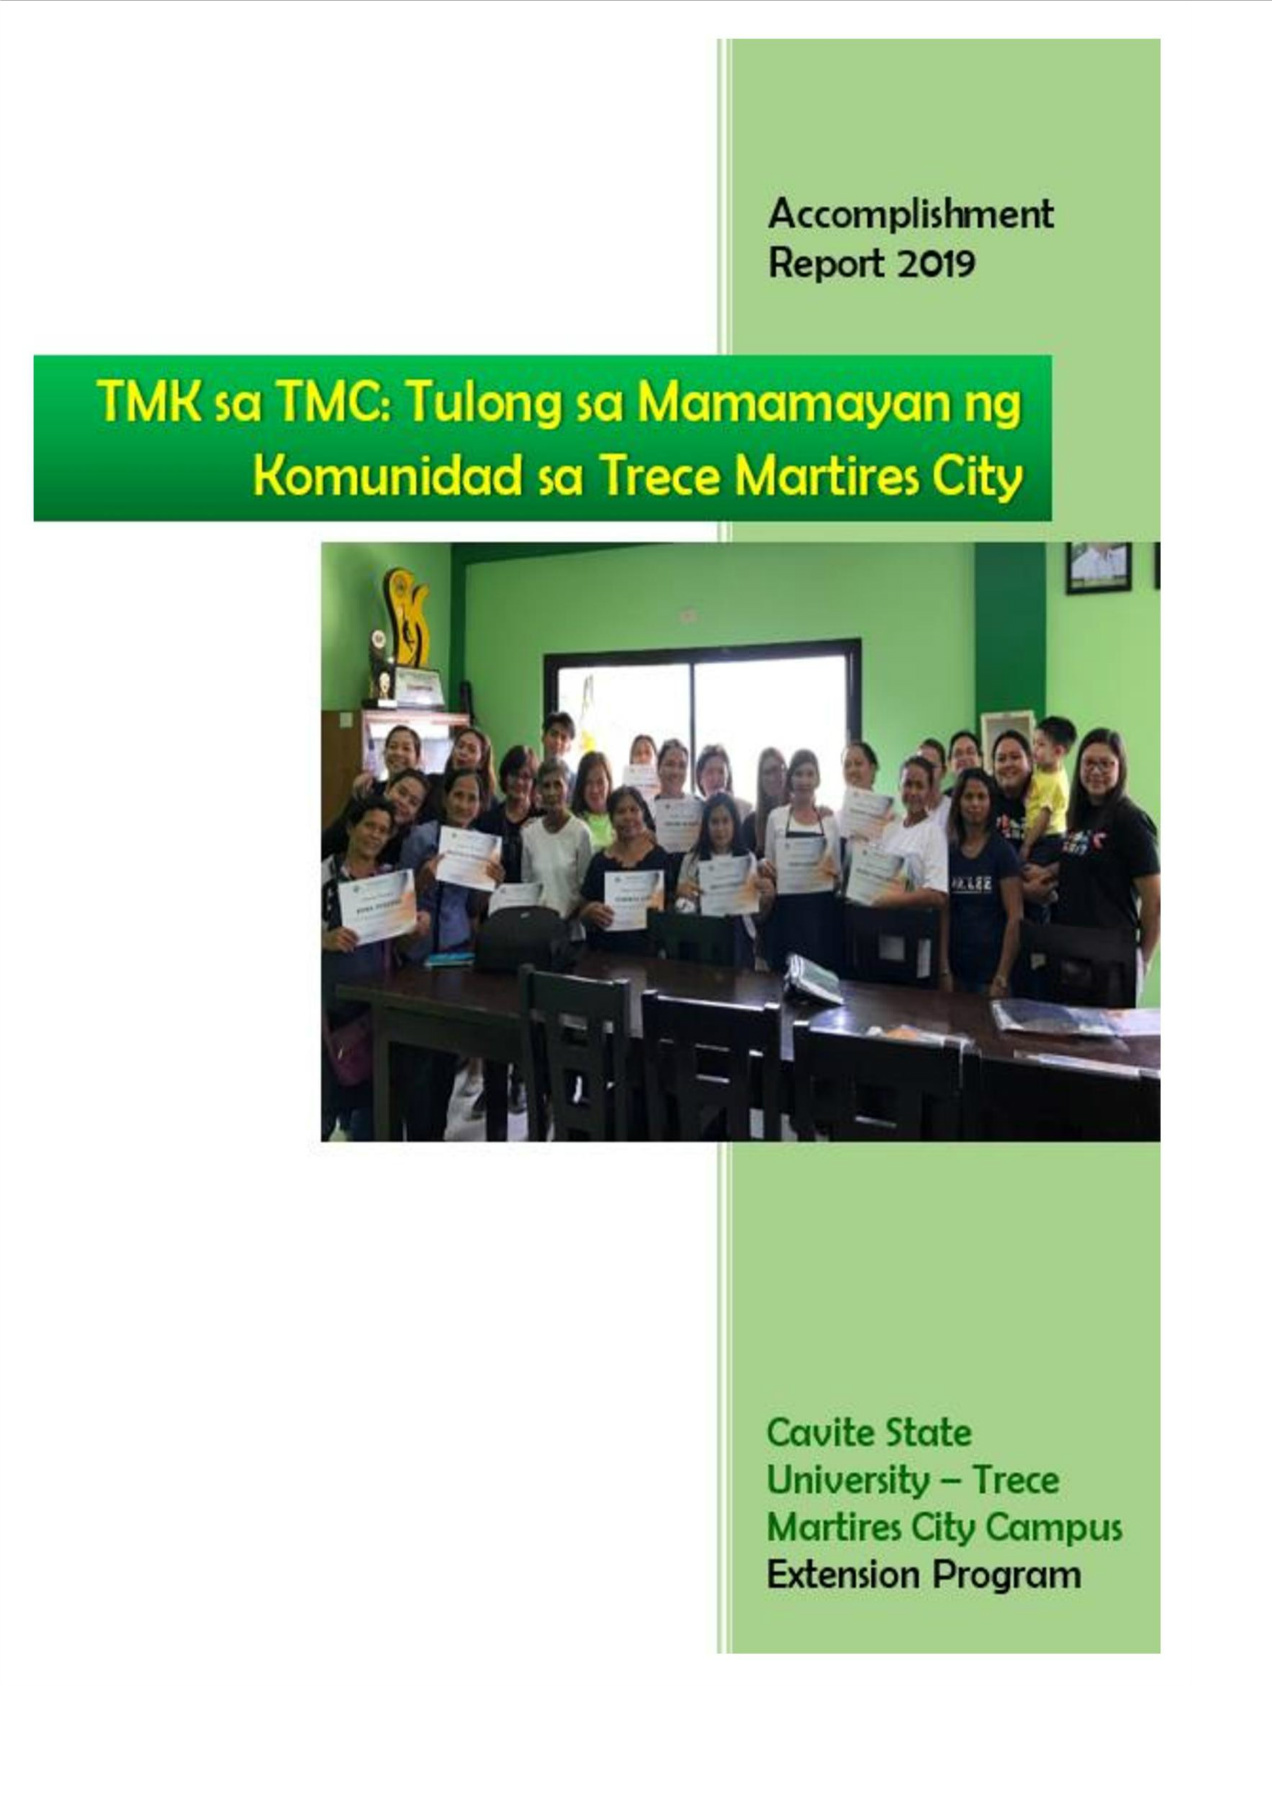 Accomplishment
Report 2019
TMK sa TMC: Tulong sa Mamamayan ng
Komunidad sa Trece Martires City
Cavite State
University – Trece
Martires City Campus
Extension Program